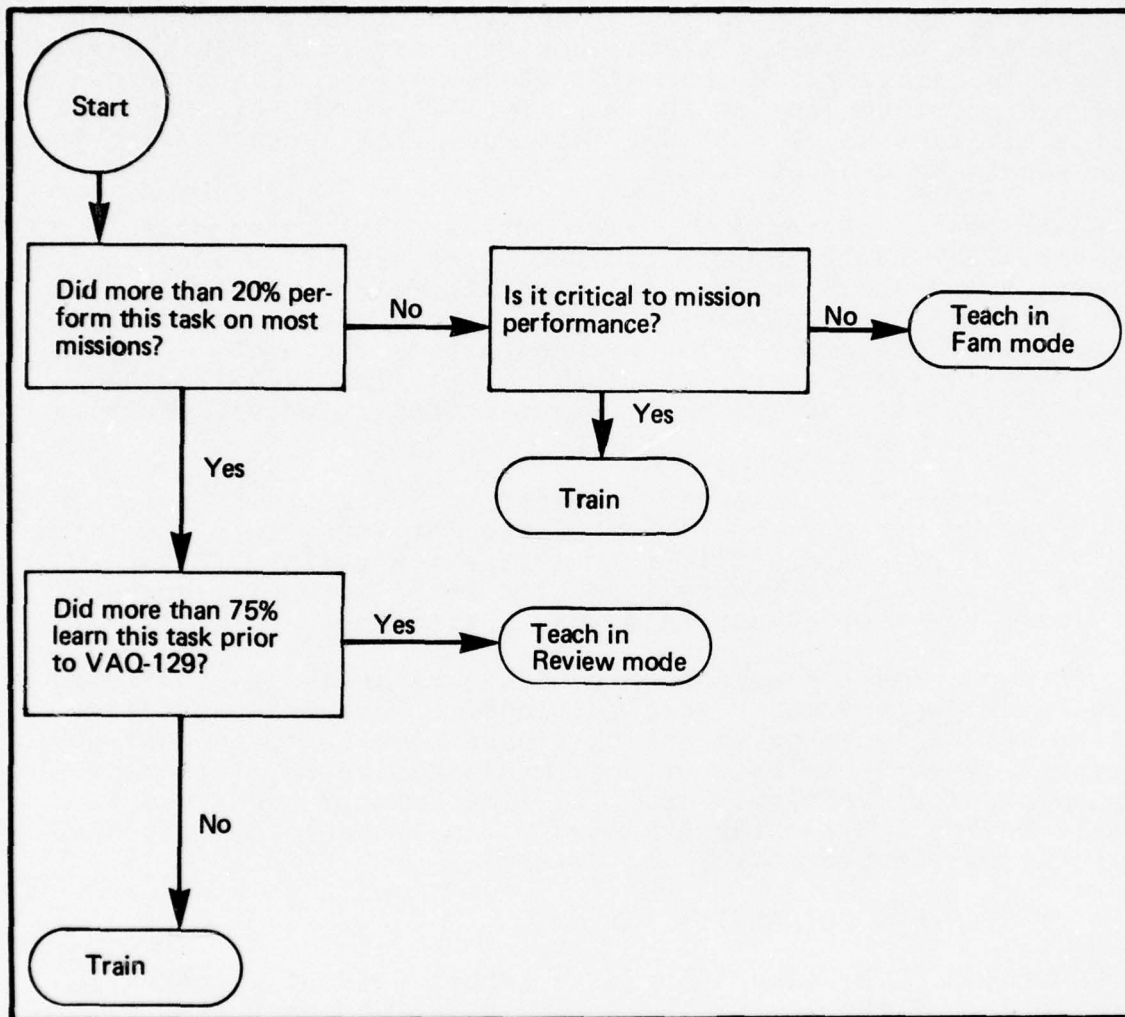 Start
Did more than 20% per-
form this task on most
missions?
No
Is it critical to mission
performance?
No
Teach in
Fam mode
Yes
Train
Yes
Did more than 75%
learn this task prior
to VAQ-129?
Yes
Teach in
Review mode
No
Train